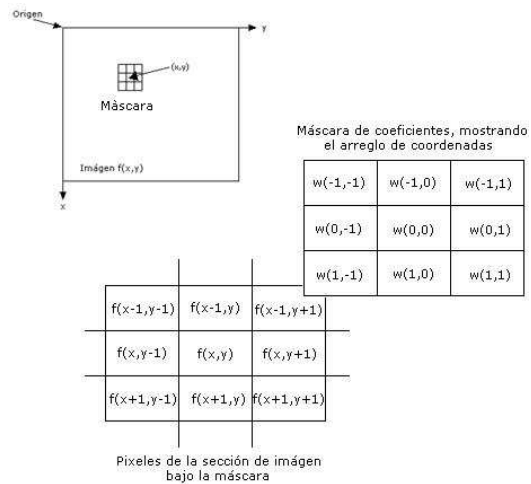 Origen
y
(x,y)
Màscara
Imágen f(x,y)
x
Máscara de coeficientes, mostrando
el arreglo de coordenadas
w(-1,-1) w(-1,0) w(-1,1)
w(0,-1) w(0,0) w(0,1)
w(1,-1) w(1,0) w(1,1)
f(x-1,y-1) f(x-1,y) f(x-1,y+1)
f(x,y-1) f(x,y) f(x,y+1)
f(x+1,y-1) f(x+1,y) f(x+1,y+1)
Pixeles de la sección de imágen
bajo la máscara